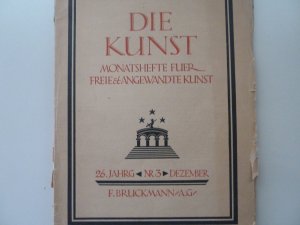 DIE
KUNST
MONATSHEFTE FUER
FREIE & ANGEWANDTE KUNST
26. JAHRG ◄ NR 3 ► DEZEMBER
F. BRUCKMANN A.G.